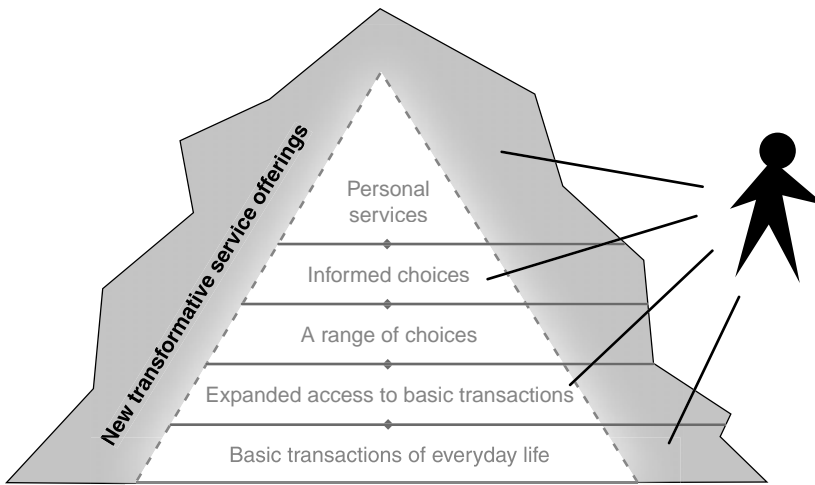 New transformative service offerings
Personal
services
Informed choices
A range of choices
Expanded access to basic transactions
Basic transactions of everyday life